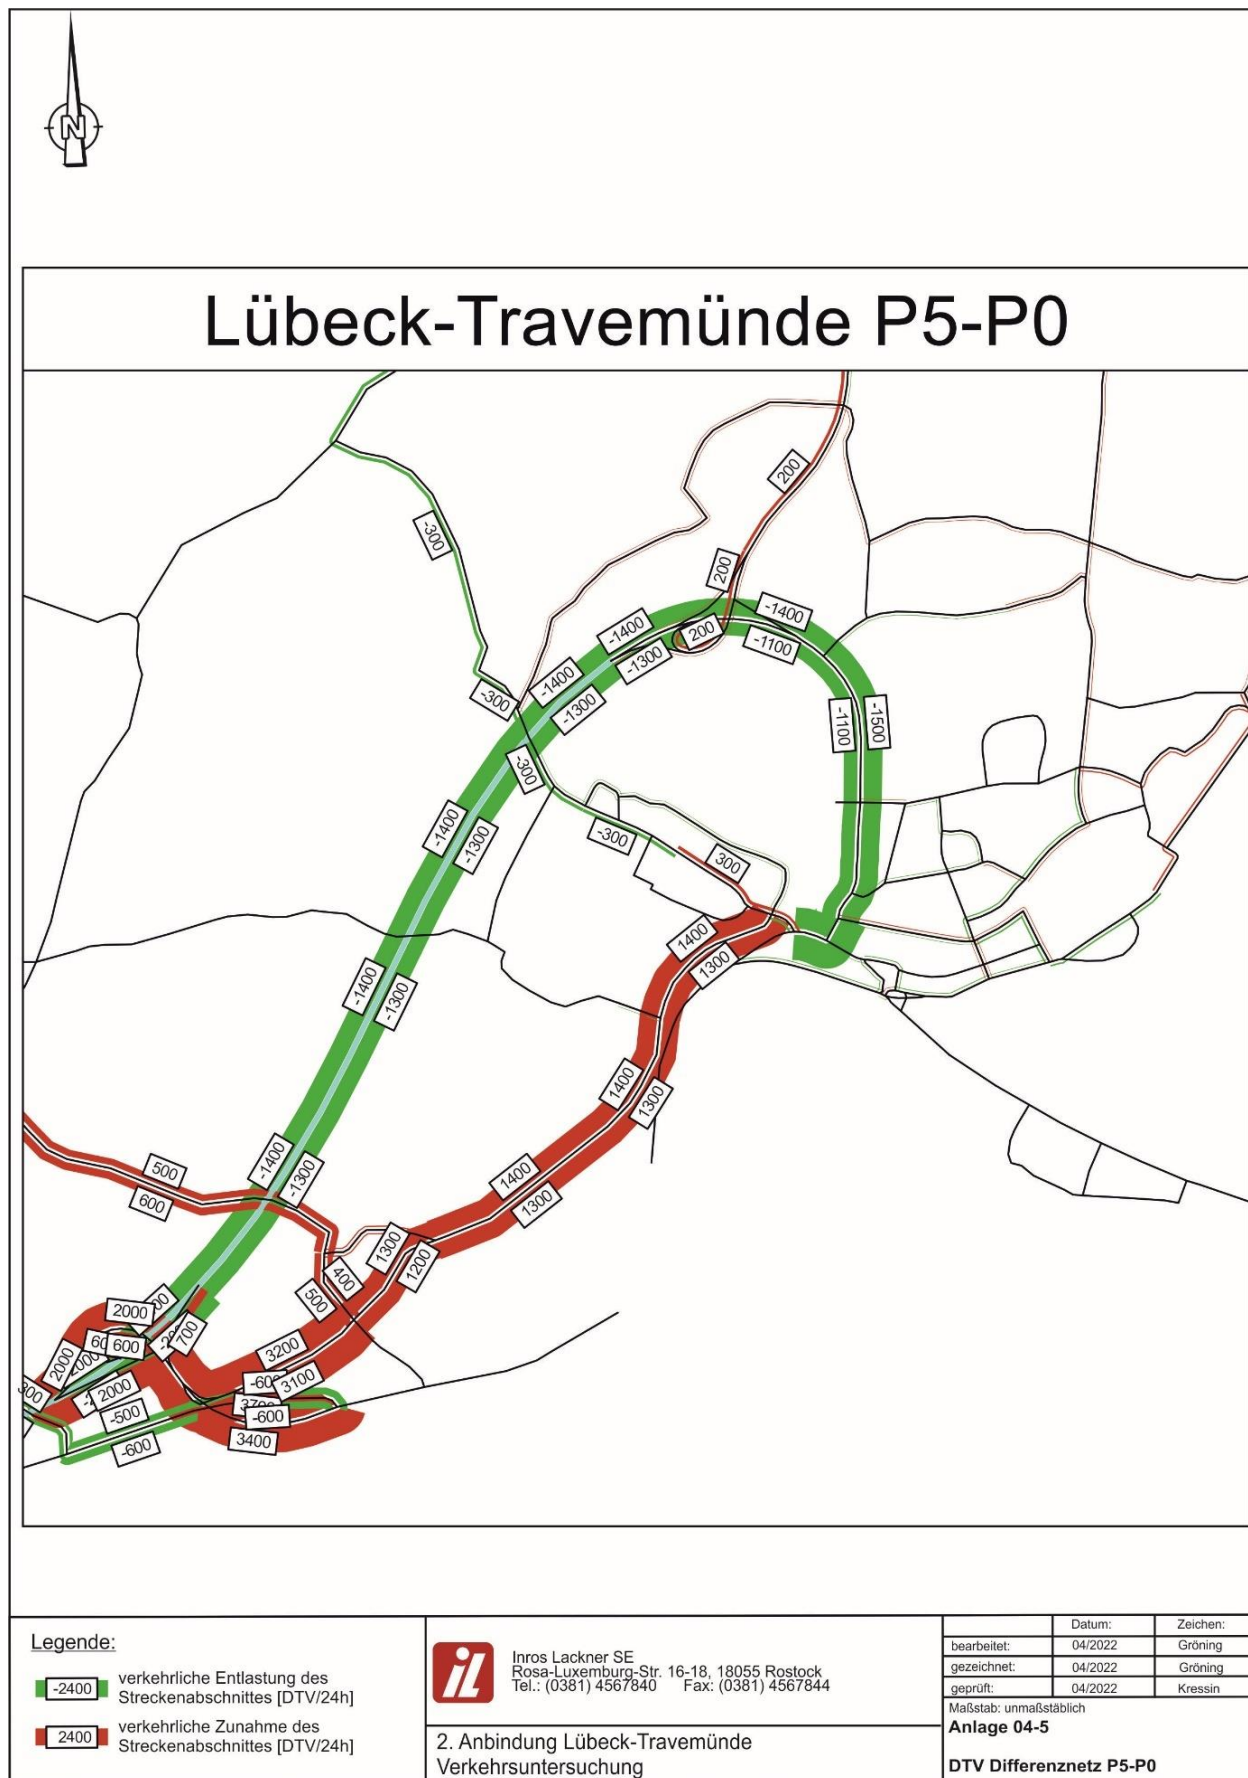 N
Lübeck-Travemünde P5-P0
200
-300
200
-1400
-1400
200
-1100
-1300
-1400
-300
-1300
-1100
-1500
-300
-1400
-1300
-300
300
1400
1300
-1400
-1300
1400
1300
-1400
-1300
500
600
1400
1300
1300
1200
400
500
2000
600
700
2000
2000
3200
3100
2000
-500
-600
-600
3400
Legende:
-2400
verkehrliche Entlastung des
Streckenabschnittes [DTV/24h]
2400
verkehrliche Zunahme des
Streckenabschnittes [DTV/24h]
iL
Inros Lackner SE
Rosa-Luxemburg-Str. 16-18, 18055 Rostock
Tel.: (0381) 4567840 Fax: (0381) 4567844
2. Anbindung Lübeck-Travemünde
Verkehrsuntersuchung
Datum: Zeichen:
bearbeitet: 04/2022 Gröning
gezeichnet: 04/2022 Gröning
geprüft: 04/2022 Kressin
Maßstab: unmaßstäblich
Anlage 04-5
DTV Differenznetz P5-P0